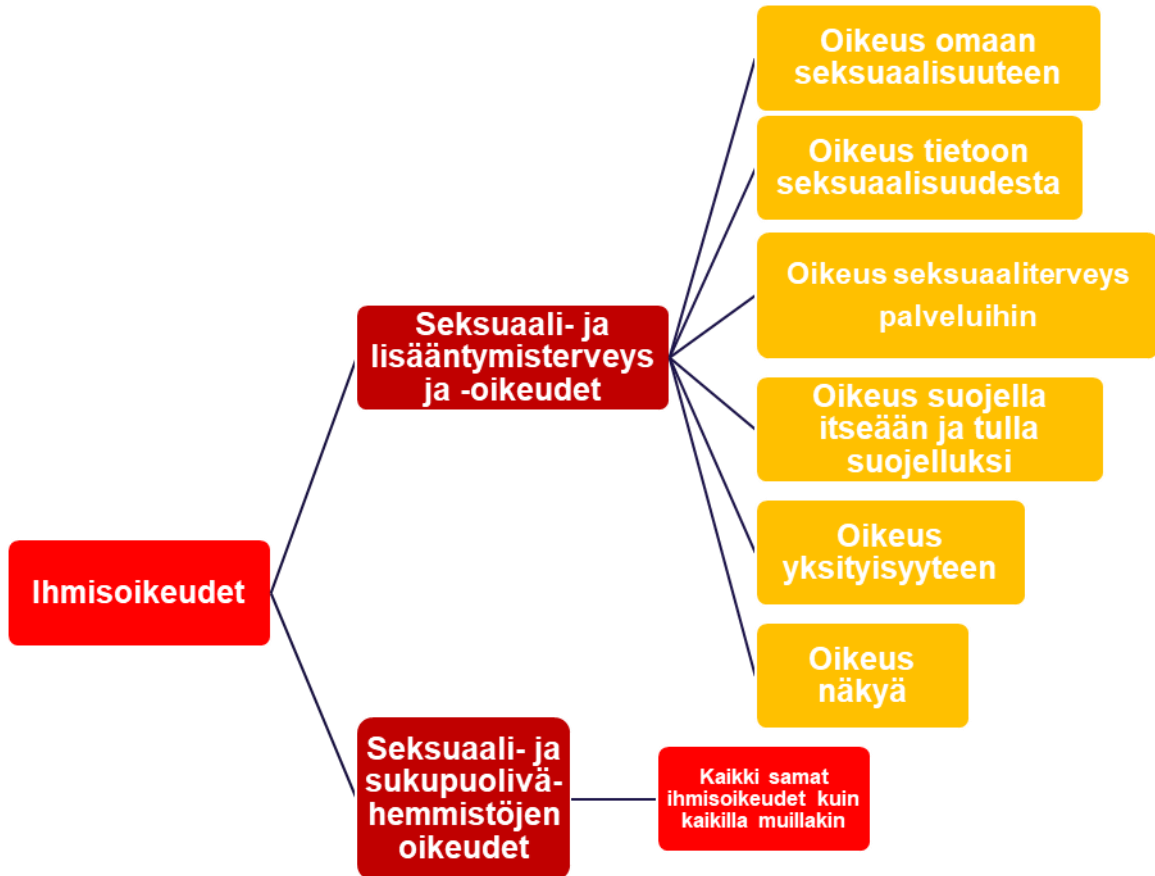 Oikeus omaan
seksuaalisuuteen
Oikeus tietoon
seksuaalisuudesta
Oikeus seksuaaliterveys
palveluihin
Seksuaali- ja
lisääntymisterveys
ja -oikeudet
Oikeus suojella
itseään ja tulla
suojelluksi
Oikeus
yksityisyyteen
Ihmisoikeudet
Oikeus
näkyä
Seksuaali- ja
sukupuolivä-
hemmistöjen
oikeudet
Kaikki samat
ihmisoikeudet kuin
kaikilla muillakin